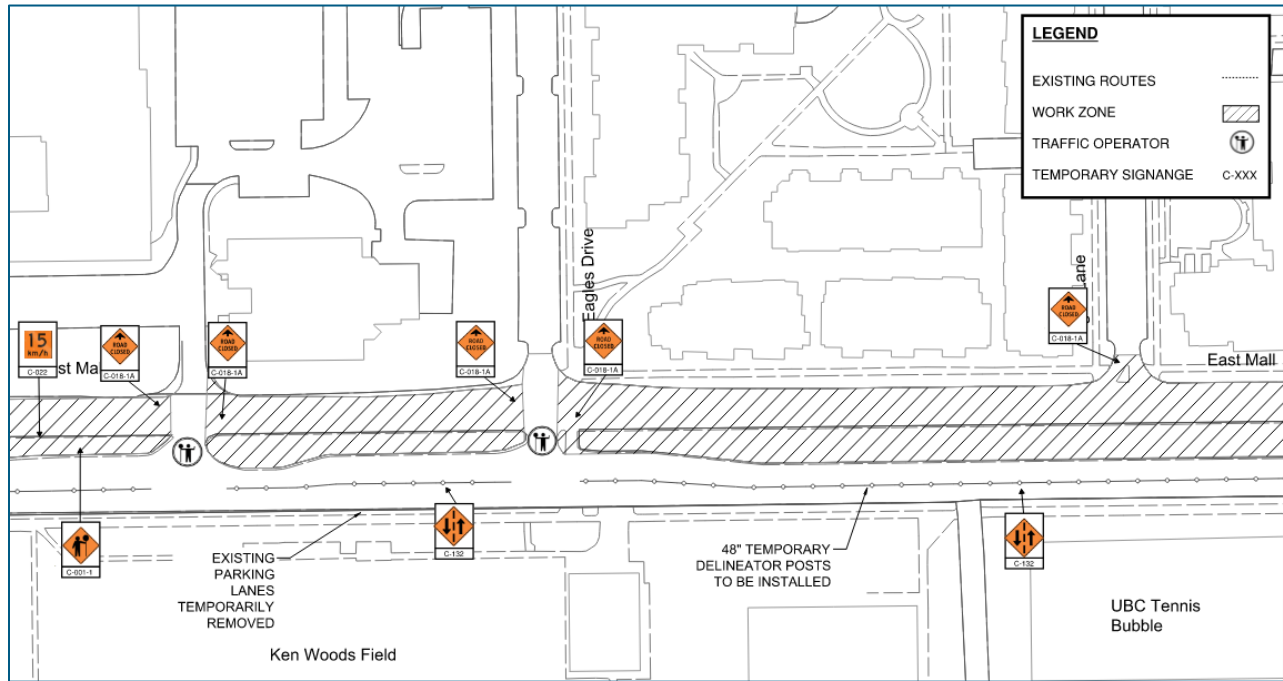 LEGEND
EXISTING ROUTES
WORK ZONE
TRAFFIC OPERATOR
TEMPORARY SIGNANGE C-XXX
Eagles Drive
Lane
15
km/h
C-022
ROAD
CLOSED
C-018-1A
ROAD
CLOSED
C-018-1A
ROAD
CLOSED
C-018-1A
ROAD
CLOSED
C-018-1A
ROAD
CLOSED
C-018-1A
st Ma
East Mall
C-001-1
C-132
C-132
EXISTING
PARKING
LANES
TEMPORARILY
REMOVED
48" TEMPORARY
DELINEATOR POSTS
TO BE INSTALLED
UBC Tennis
Bubble
Ken Woods Field